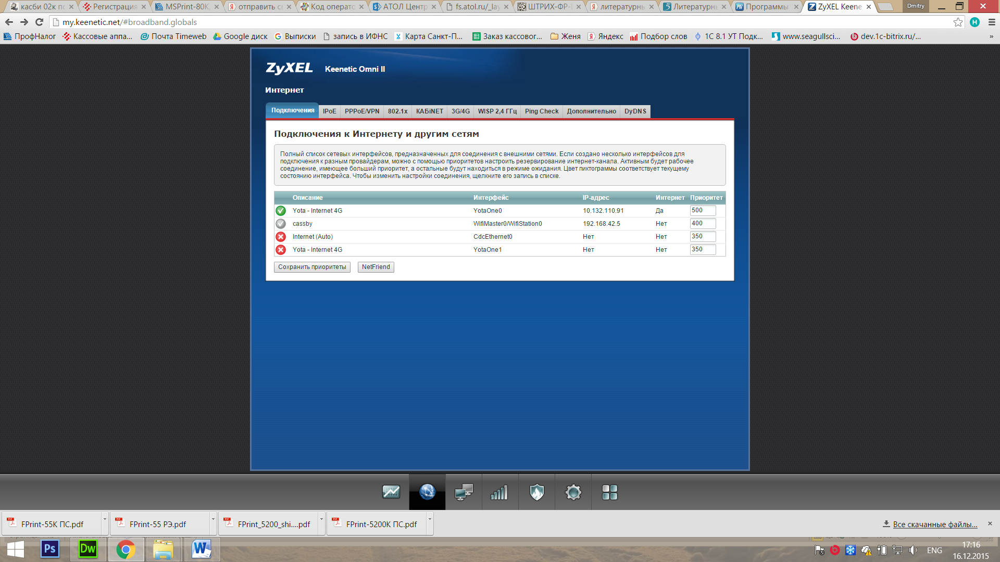 касби 02к по
Регистрация
MSPrint-80K,
отправить с
Код операто
АТОЛ Центр
fs.atol.ru/_lay
ШТРИХ-ФР-
литературнь
Литературнь
Программы
ZyXEL Keene
Dmitry
my.keenetic.net/#broadband.globals
ПрофНалог
Кассовые аппа...
Почта Timeweb
Google диск
Выписки
запись в ИФНС
Карта Санкт-П...
Заказ кассовог...
Женя
Яндекс
Подбор слов
1С 8.1 УТ Подк...
www.seagullsci...
dev.1c-bitrix.ru/...
»
ZyXEL Keenetic Omni II
Интернет
Подключения IPoE PPPoE/VPN 802.1x КАБiNET 3G/4G WISP 2,4 ГГц Ping Check Дополнительно DyDNS
Подключения к Интернету и другим сетям
Полный список сетевых интерфейсов, предназначенных для соединения с внешними сетями. Если создано несколько интерфейсов для
подключения к разным провайдерам, можно с помощью приоритетов настроить резервирование интернет-канала. Активным будет рабочее
соединение, имеющее больший приоритет, а остальные будут находиться в режиме ожидания. Цвет пиктограммы соответствует текущему
состоянию интерфейса. Чтобы изменить настройки соединения, щелкните его запись в списке.
Описание Интерфейс IP-адрес Интернет Приоритет
Yota - Internet 4G YotaOne0 10.132.110.91 Да 500
cassby WifiMaster0/WifiStation0 192.168.42.5 Нет 400
Internet (Auto) CdcEthernet0 Нет Нет 350
Yota - Internet 4G YotaOne1 Нет Нет 350
Сохранить приоритеты NetFriend
FPrint-55К ПС.pdf
FPrint-55 РЭ.pdf
FPrint_5200_shi....pdf
FPrint-5200К ПС.pdf
Все скачанные файлы...
Ps
Dw
W
ENG
17:16
16.12.2015